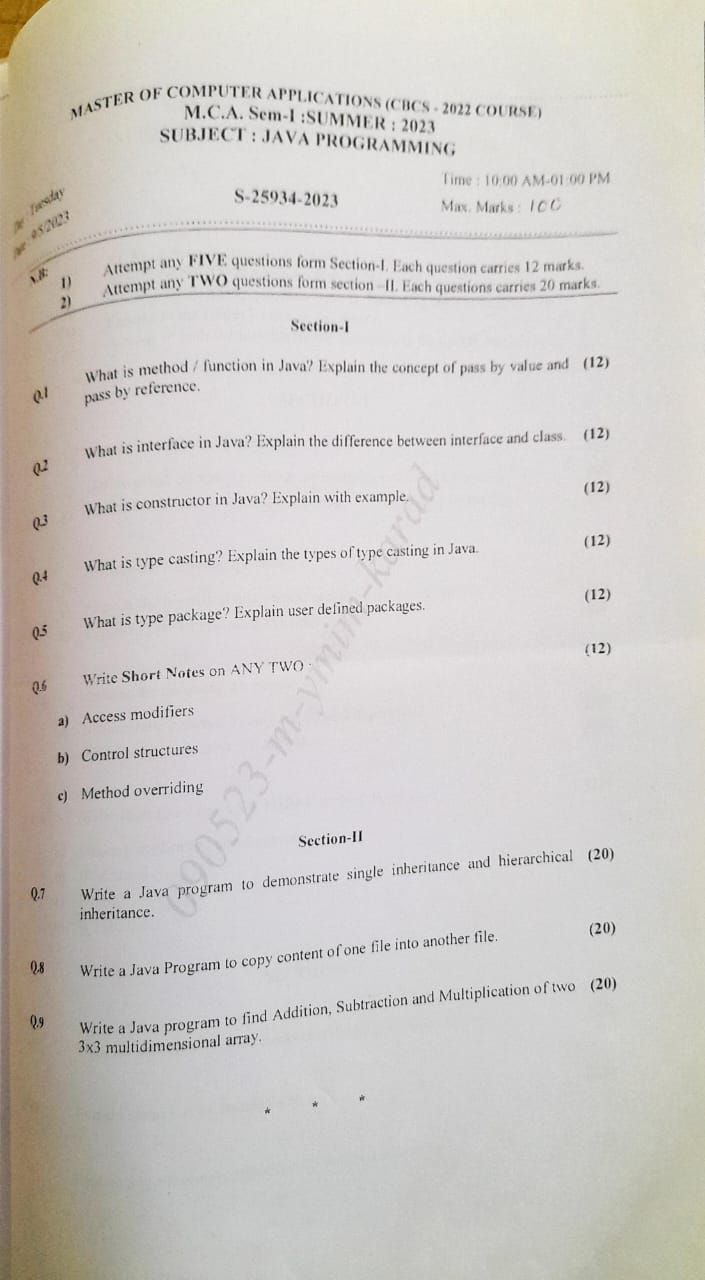 MASTER OF COMPUTER APPLICATIONS (CBCS - 2022 COURSE)
M.C.A. Sem-I :SUMMER : 2023
SUBJECT : JAVA PROGRAMMING
Tuesday
05/2023
S-25934-2023
Time : 10:00 AM-01:00 PM
Max. Marks : 100
N.B:
1) Attempt any FIVE questions form Section-I. Each question carries 12 marks.
2) Attempt any TWO questions form section –II. Each questions carries 20 marks.
Section-I
Q.1 What is method / function in Java? Explain the concept of pass by value and (12)
pass by reference.
Q.2 What is interface in Java? Explain the difference between interface and class. (12)
Q.3 What is constructor in Java? Explain with example. (12)
Q.4 What is type casting? Explain the types of type casting in Java. (12)
Q.5 What is type package? Explain user defined packages. (12)
Q.6 Write Short Notes on ANY TWO : (12)
a) Access modifiers
b) Control structures
c) Method overriding
090523-m-ymim-karad
Section-II
Q.7 Write a Java program to demonstrate single inheritance and hierarchical (20)
inheritance.
Q.8 Write a Java Program to copy content of one file into another file. (20)
Q.9 Write a Java program to find Addition, Subtraction and Multiplication of two (20)
3x3 multidimensional array.
* * *